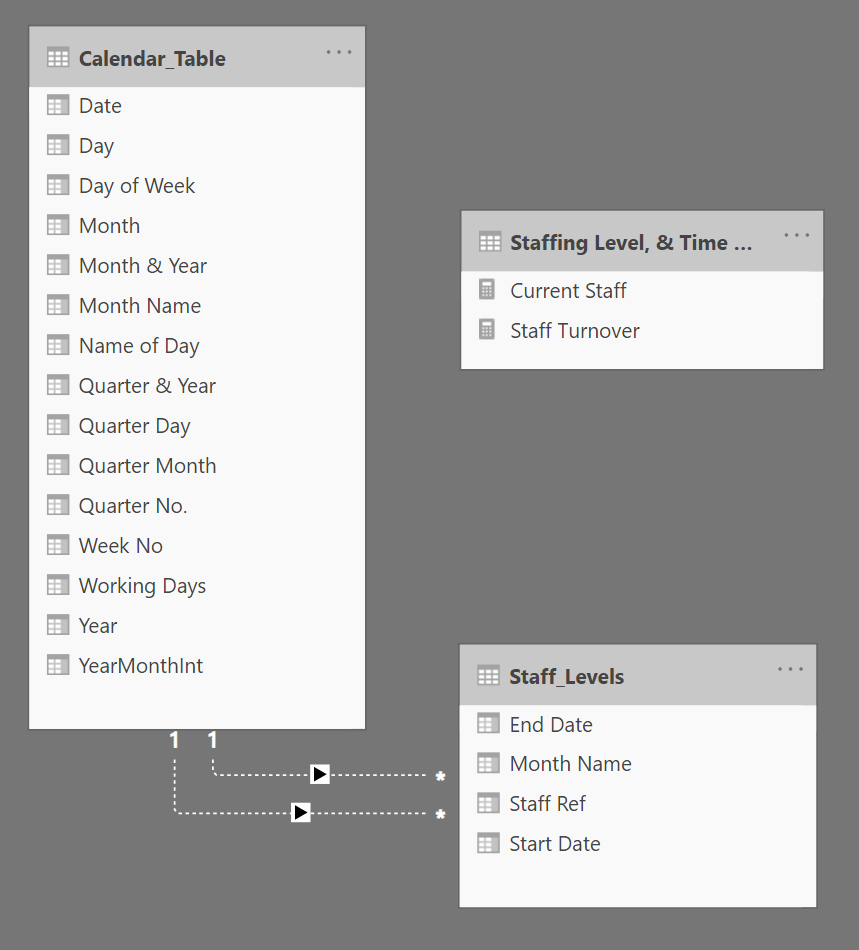 Calendar_Table
Date
Day
Day of Week
Month
Month & Year
Month Name
Name of Day
Quarter & Year
Quarter Day
Quarter Month
Quarter No.
Week No
Working Days
Year
YearMonthInt
Staffing Level, & Time ...
Current Staff
Staff Turnover
Staff_Levels
End Date
Month Name
Staff Ref
Start Date
1 1
*
*